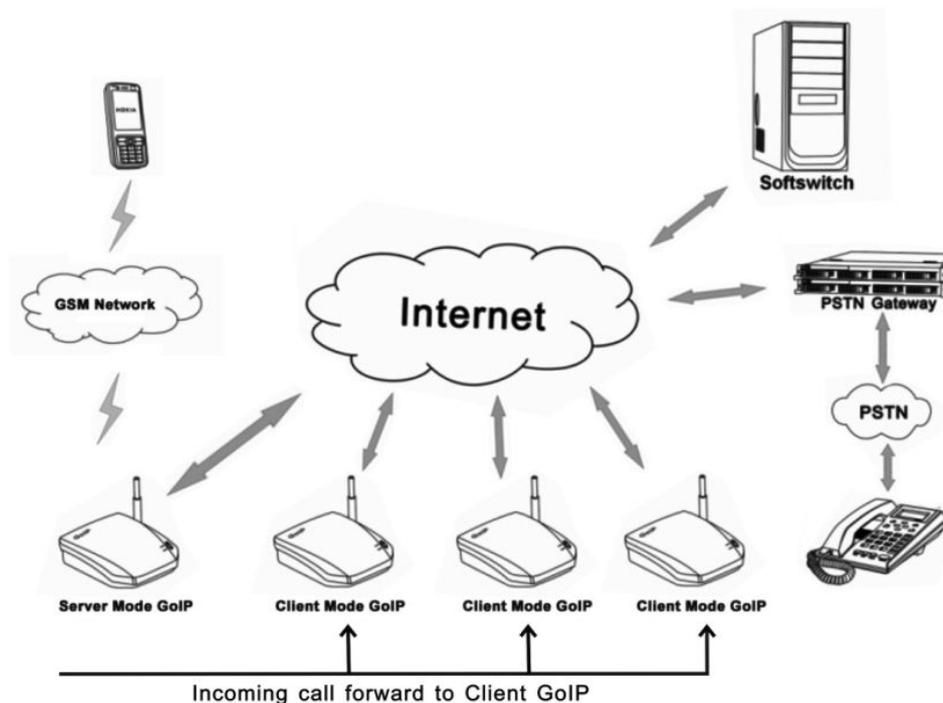 NOKIA
Softswitch
GSM Network
Internet
PSTN Gateway
PSTN
Server Mode GoIP
Client Mode GoIP
Client Mode GoIP
Client Mode GoIP
Incoming call forward to Client GoIP